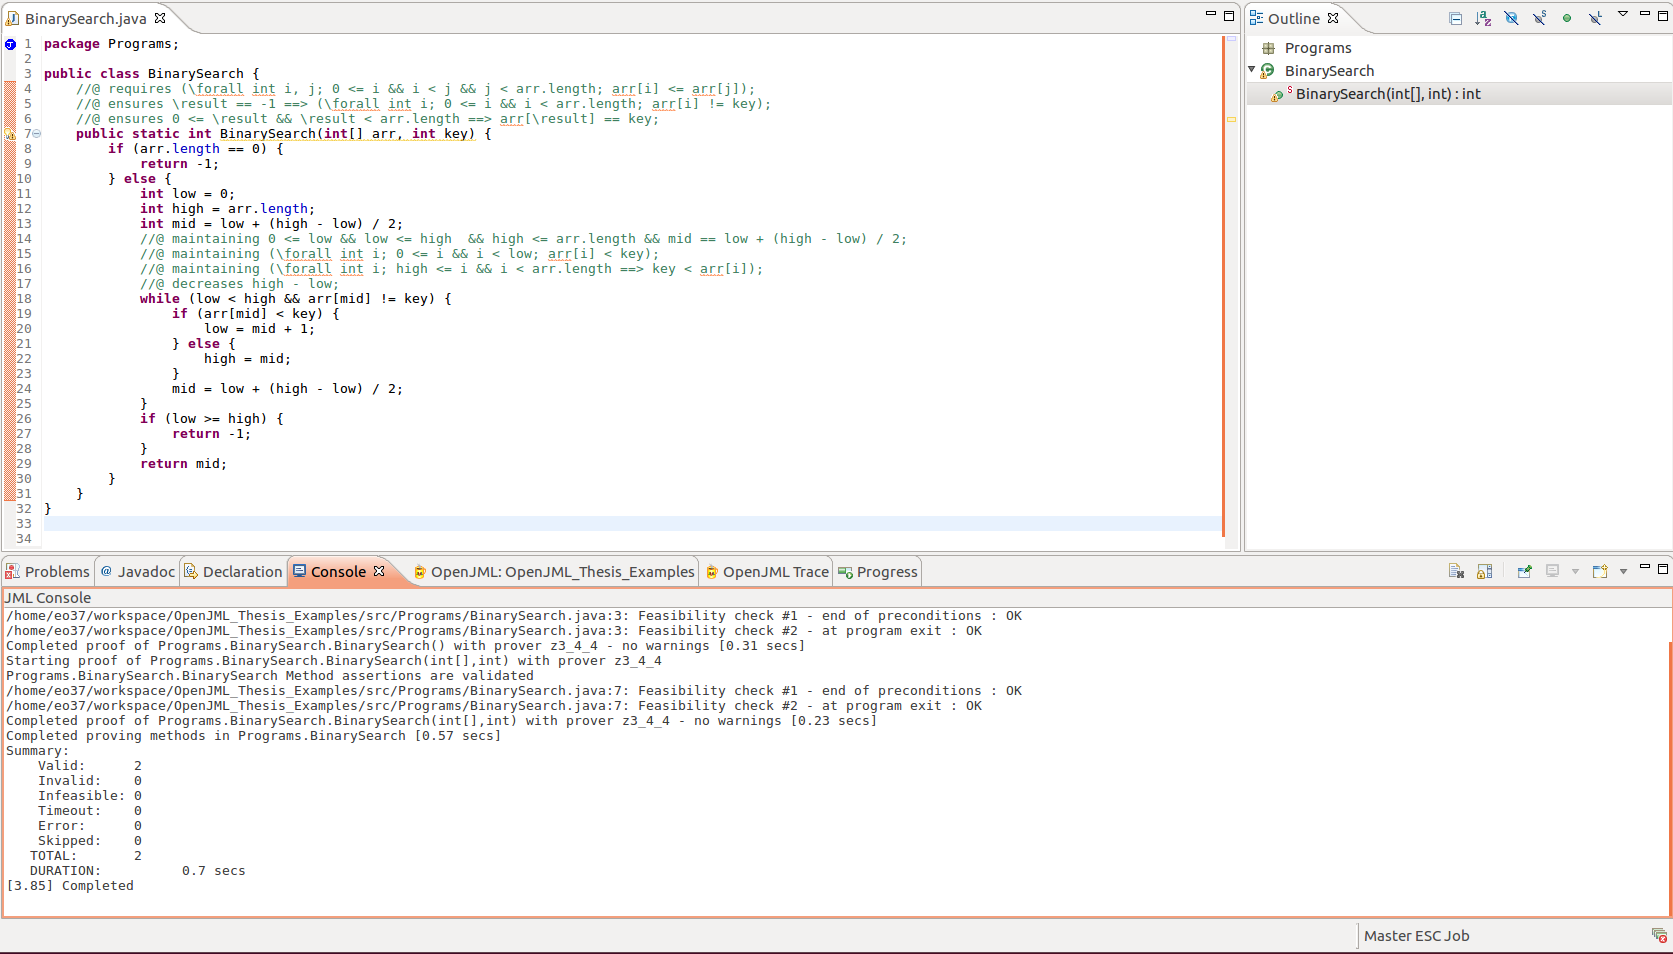 BinarySearch.java
1 package Programs;
2
3 public class BinarySearch {
4 //@ requires (\forall int i, j; 0 <= i && i < j && j < arr.length; arr[i] <= arr[j]);
5 //@ ensures \result == -1 ==> (\forall int i; 0 <= i && i < arr.length; arr[i] != key);
6 //@ ensures 0 <= \result && \result < arr.length ==> arr[\result] == key;
7 public static int BinarySearch(int[] arr, int key) {
8 if (arr.length == 0) {
9 return -1;
10 } else {
11 int low = 0;
12 int high = arr.length;
13 int mid = low + (high - low) / 2;
14 //@ maintaining 0 <= low && low <= high  && high <= arr.length && mid == low + (high - low) / 2;
15 //@ maintaining (\forall int i; 0 <= i && i < low; arr[i] < key);
16 //@ maintaining (\forall int i; high <= i && i < arr.length ==> key < arr[i]);
17 //@ decreases high - low;
18 while (low < high && arr[mid] != key) {
19 if (arr[mid] < key) {
20 low = mid + 1;
21 } else {
22 high = mid;
23 }
24 mid = low + (high - low) / 2;
25 }
26 if (low >= high) {
27 return -1;
28 }
29 return mid;
30 }
31 }
32 }
33
34
Outline
Programs
BinarySearch
BinarySearch(int[], int) : int
Problems @ Javadoc Declaration Console OpenJML: OpenJML_Thesis_Examples OpenJML Trace Progress
JML Console
/home/eo37/workspace/OpenJML_Thesis_Examples/src/Programs/BinarySearch.java:3: Feasibility check #1 - end of preconditions : OK
/home/eo37/workspace/OpenJML_Thesis_Examples/src/Programs/BinarySearch.java:3: Feasibility check #2 - at program exit : OK
Completed proof of Programs.BinarySearch.BinarySearch() with prover z3_4_4 - no warnings [0.31 secs]
Starting proof of Programs.BinarySearch.BinarySearch(int[],int) with prover z3_4_4
Programs.BinarySearch.BinarySearch Method assertions are validated
/home/eo37/workspace/OpenJML_Thesis_Examples/src/Programs/BinarySearch.java:7: Feasibility check #1 - end of preconditions : OK
/home/eo37/workspace/OpenJML_Thesis_Examples/src/Programs/BinarySearch.java:7: Feasibility check #2 - at program exit : OK
Completed proof of Programs.BinarySearch.BinarySearch(int[],int) with prover z3_4_4 - no warnings [0.23 secs]
Completed proving methods in Programs.BinarySearch [0.57 secs]
Summary:
Valid: 2
Invalid: 0
Infeasible: 0
Timeout: 0
Error: 0
Skipped: 0
TOTAL: 2
DURATION: 0.7 secs
[3.85] Completed
Master ESC Job